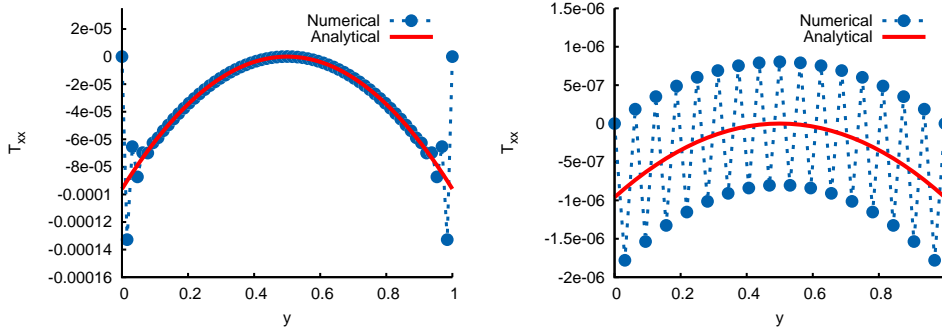 Numerical
Analytical
2e-05
0
-2e-05
-4e-05
-6e-05
-8e-05
-0.0001
-0.00012
-0.00014
-0.00016
T_xx
0 0.2 0.4 0.6 0.8 1
y
Numerical
Analytical
1.5e-06
1e-06
5e-07
0
-5e-07
-1e-06
-1.5e-06
-2e-06
T_xx
0 0.2 0.4 0.6 0.8
y